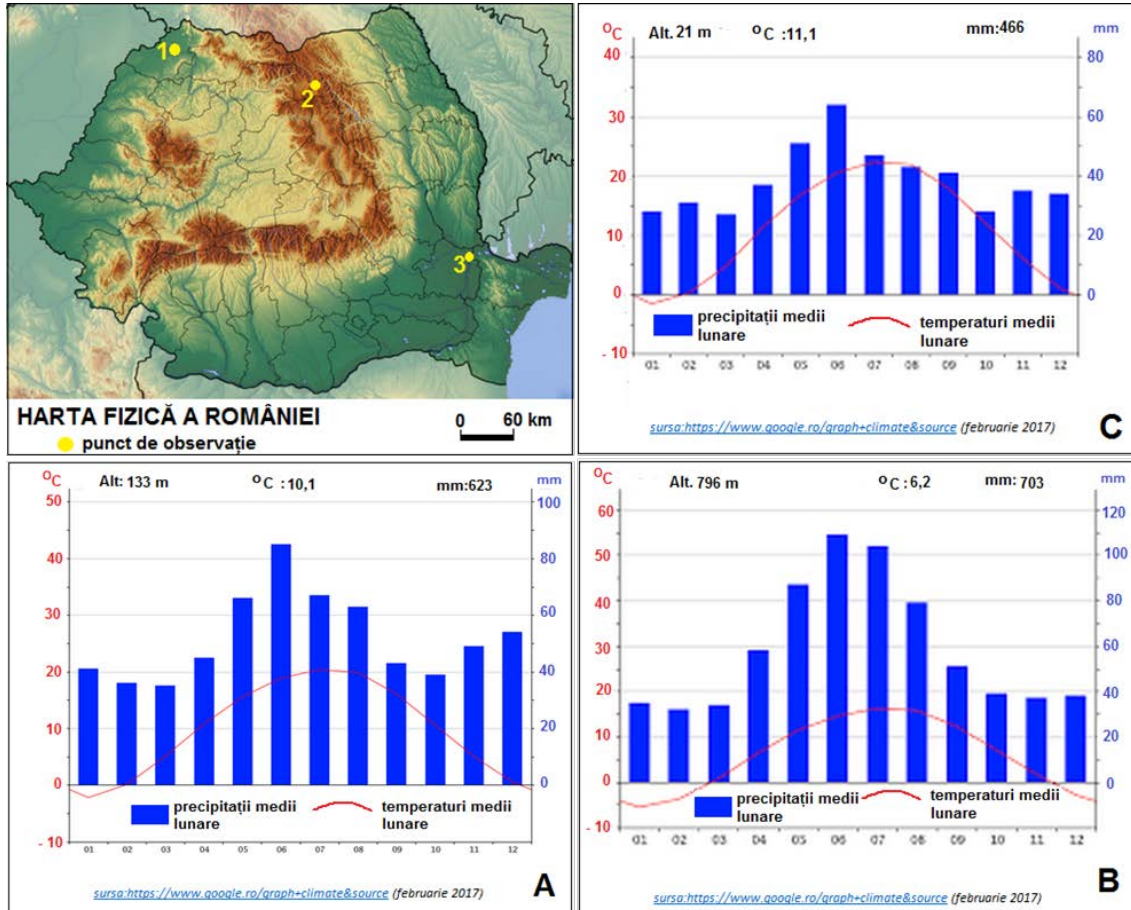 1
2
3
HARTA FIZICĂ A ROMÂNIEI
punct de observație
0 60 km
°C Alt. 21 m °C :11,1 mm:466 mm
40 80
30 60
20 40
10 20
0 0
- 10
precipitații medii lunare
temperaturi medii lunare
01 02 03 04 05 06 07 08 09 10 11 12
sursa:https://www.google.ro/graph+climate&source (februarie 2017)
C
°C Alt: 133 m °C : 10,1 mm:623 mm
50 100
40 80
30 60
20 40
10 20
0 0
- 10
precipitații medii lunare
temperaturi medii lunare
01 02 03 04 05 06 07 08 09 10 11 12
sursa:https://www.google.ro/graph+climate&source (februarie 2017)
A
°C Alt. 796 m °C : 6,2 mm: 703 mm
60 120
50 100
40 80
30 60
20 40
10 20
0 0
- 10
precipitații medii lunare
temperaturi medii lunare
01 02 03 04 05 06 07 08 09 10 11 12
sursa:https://www.google.ro/graph+climate&source (februarie 2017)
B